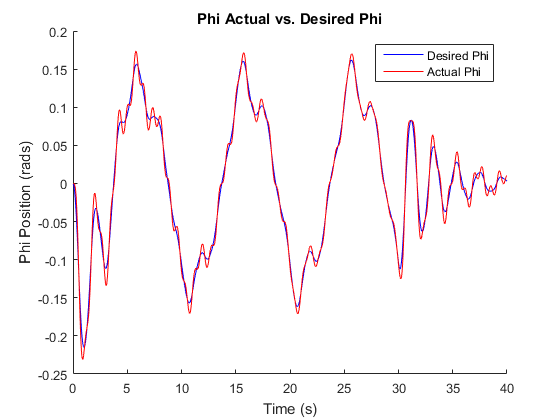 Phi Actual vs. Desired Phi
Desired Phi
Actual Phi
Phi Position (rads)
0.2
0.15
0.1
0.05
0
-0.05
-0.1
-0.15
-0.2
-0.25
0 5 10 15 20 25 30 35 40
Time (s)